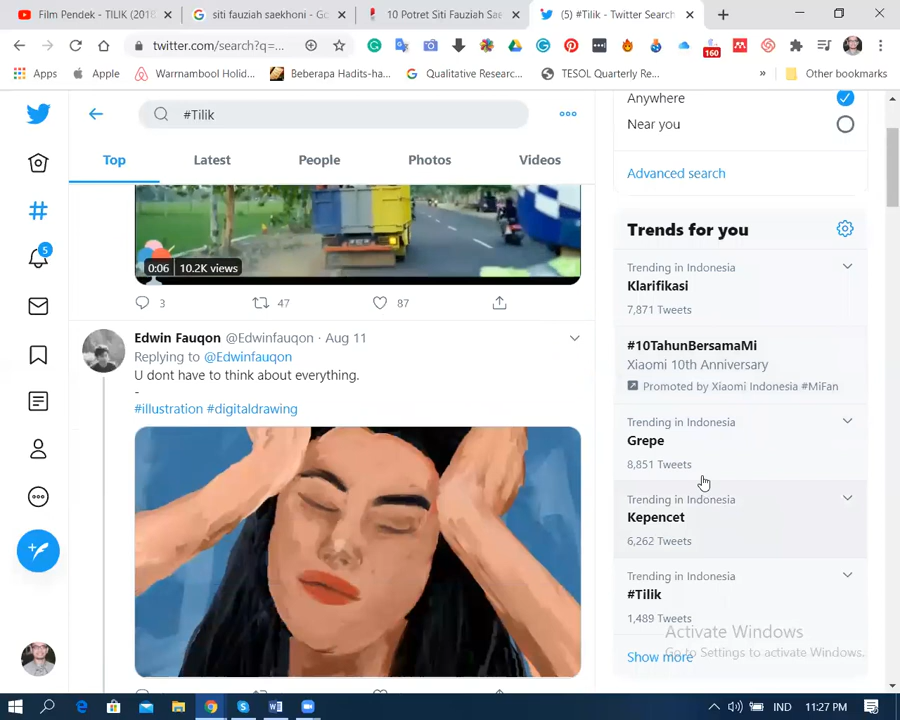 Film Pendek - TILIK (2018
siti fauziah saekhoni - Go
10 Potret Siti Fauziah Sae
(5) #Tilik - Twitter Search
twitter.com/search?q=...
160
Apps
Apple
Warrnambool Holid...
Beberapa Hadits-ha...
Qualitative Researc...
TESOL Quarterly Re...
»
Other bookmarks
#Tilik
Top
Latest
People
Photos
Videos
0:06
10.2K views
3
47
87
Edwin Fauqon @Edwinfauqon · Aug 11
Replying to @Edwinfauqon
U dont have to think about everything.
-
#illustration #digitaldrawing
5
Anywhere
Near you
Advanced search
Trends for you
Trending in Indonesia
Klarifikasi
7,871 Tweets
#10TahunBersamaMi
Xiaomi 10th Anniversary
Promoted by Xiaomi Indonesia #MiFan
Trending in Indonesia
Grepe
8,851 Tweets
Trending in Indonesia
Kepencet
6,262 Tweets
Trending in Indonesia
#Tilik
1,489 Tweets
Show more
Activate Windows
Go to Settings to activate Windows.
IND
11:27 PM